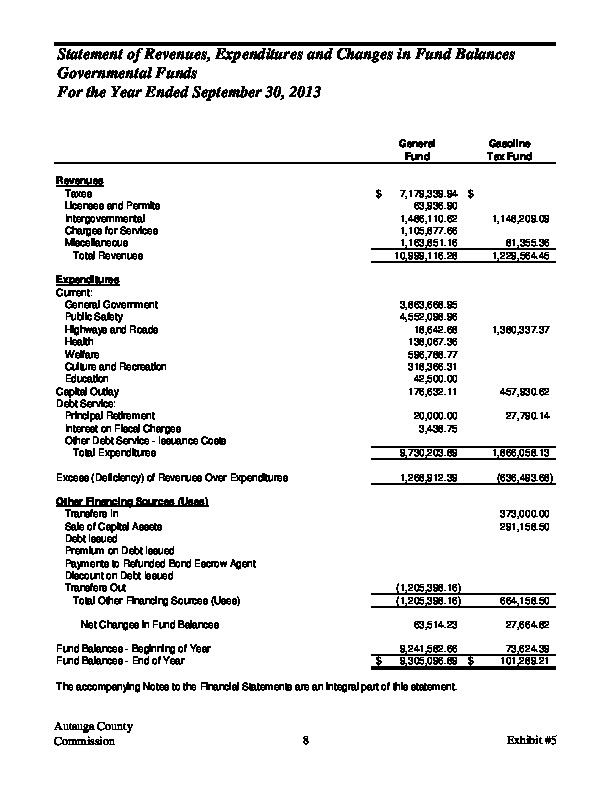 Statement of Revenues, Expenditures and Changes in Fund Balances
Governmental Funds
For the Year Ended September 30, 2013
General Fund Gasoline Tax Fund
Revenues
Taxes $ 7,179,339.94 $
Licenses and Permits 63,936.90
Intergovernmental 1,486,110.62 1,148,209.09
Charges for Services 1,105,877.66
Miscellaneous 1,163,851.16 81,355.36
Total Revenues 10,999,116.28 1,229,564.45
Expenditures
Current:
General Government 3,863,668.95
Public Safety 4,552,098.96
Highways and Roads 18,642.68 1,380,337.37
Health 138,067.36
Welfare 596,788.77
Culture and Recreation 318,366.31
Education 42,500.00
Capital Outlay 176,632.11 457,930.62
Debt Service:
Principal Retirement 20,000.00 27,790.14
Interest on Fiscal Charges 3,438.75
Other Debt Service - Issuance Costs
Total Expenditures 9,730,203.89 1,866,058.13
Excess (Deficiency) of Revenues Over Expenditures 1,268,912.39 (636,493.68)
Other Financing Sources (Uses)
Transfers In 373,000.00
Sale of Capital Assets 291,158.50
Debt Issued
Premium on Debt Issued
Payments to Refunded Bond Escrow Agent
Discount on Debt Issued
Transfers Out (1,205,398.16)
Total Other Financing Sources (Uses) (1,205,398.16) 664,158.50
Net Changes in Fund Balances 63,514.23 27,664.82
Fund Balances - Beginning of Year 9,241,582.66 73,624.39
Fund Balances - End of Year $ 9,305,096.89 $ 101,289.21
The accompanying Notes to the Financial Statements are an integral part of this statement.
Autauga County
Commission 8 Exhibit #5